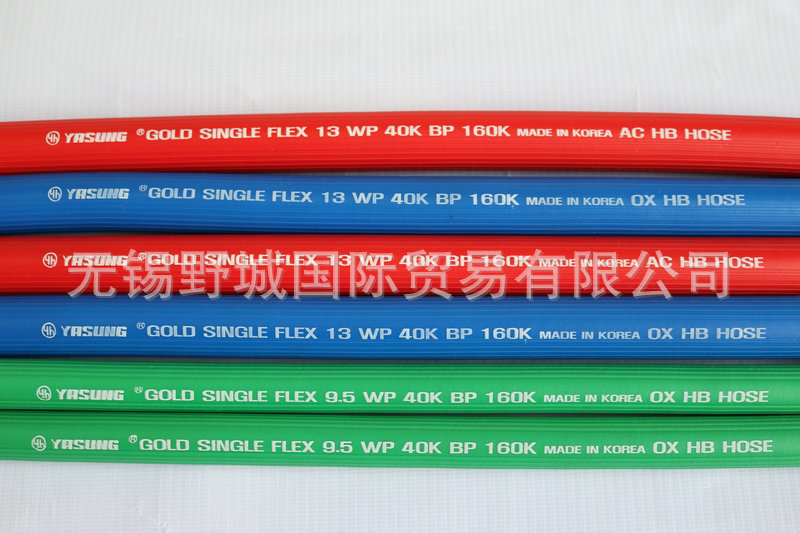 YASUNG ®GOLD SINGLE FLEX 13 WP 40K BP 160K MADE IN KOREA AC HB HOSE
YASUNG ®GOLD SINGLE FLEX 13 WP 40K BP 160K MADE IN KOREA OX HB HOSE
YASUNG ®GOLD SINGLE FLEX 13 WP 40K BP 160K MADE IN KOREA AC HB HOSE
无锡野城国际贸易有限公司
YASUNG ®GOLD SINGLE FLEX 13 WP 40K BP 160K MADE IN KOREA OX HB HOSE
YASUNG ®GOLD SINGLE FLEX 9.5 WP 40K BP 160K MADE IN KOREA OX HB HOSE
YASUNG ®GOLD SINGLE FLEX 9.5 WP 40K BP 160K MADE IN KOREA OX HB HOSE